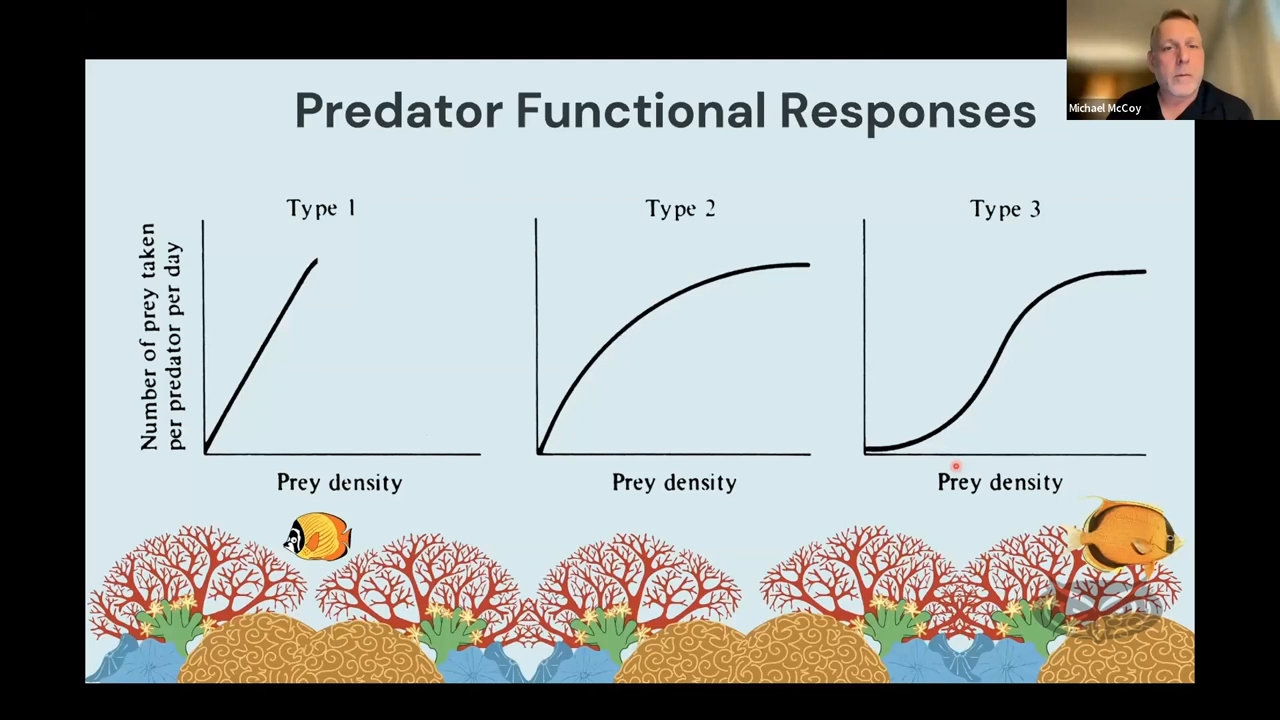 Michael McCoy
Predator Functional Responses
Type 1
Type 2
Type 3
Number of prey taken
per predator per day
Prey density
Prey density
Prey density